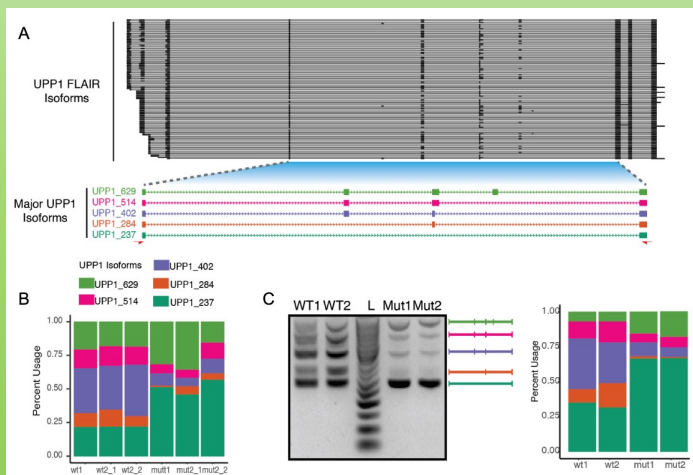 A
UPP1 FLAIR
Isoforms
UPP1_629
UPP1_514
Major UPP1
Isoforms
UPP1_402
UPP1_284
UPP1_237
UPP1 Isoforms
UPP1_402
UPP1_629
UPP1_284
UPP1_514
UPP1_237
B
Percent Usage
1.00
0.75
0.50
0.25
0.00
wt1
wt2_1
wt2_2
mutt1
mut2_1
mut2_2
C
WT1 WT2 L Mut1 Mut2
Percent Usage
1.00
0.75
0.50
0.25
0.00
wt1
wt2
mut1
mut2